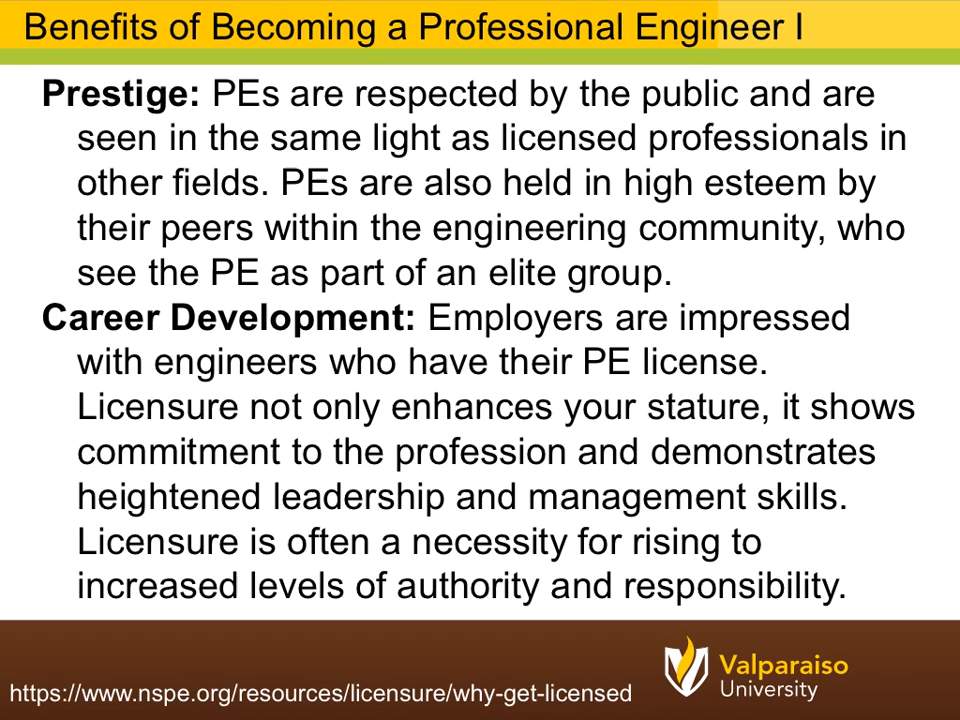 Benefits of Becoming a Professional Engineer I
Prestige: PEs are respected by the public and are
seen in the same light as licensed professionals in
other fields. PEs are also held in high esteem by
their peers within the engineering community, who
see the PE as part of an elite group.
Career Development: Employers are impressed
with engineers who have their PE license.
Licensure not only enhances your stature, it shows
commitment to the profession and demonstrates
heightened leadership and management skills.
Licensure is often a necessity for rising to
increased levels of authority and responsibility.
https://www.nspe.org/resources/licensure/why-get-licensed
Valparaiso
University